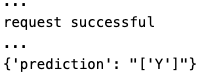 ...
request successful
...
{'prediction': "['Y']"}